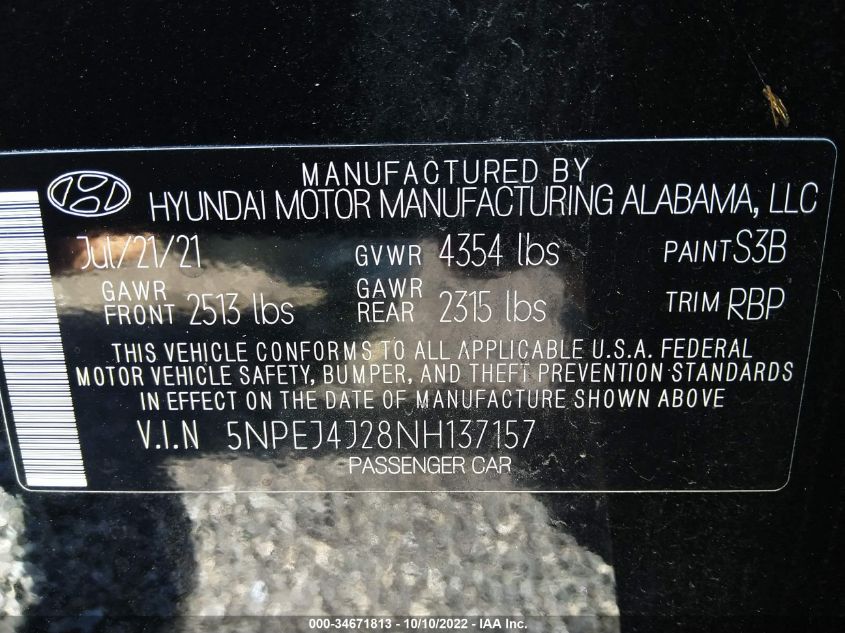 MANUFACTURED BY
HYUNDAI MOTOR MANUFACTURING ALABAMA, LLC
Jul/21/21 GVWR 4354 lbs PAINT S3B
GAWR FRONT 2513 lbs GAWR REAR 2315 lbs TRIM RBP
THIS VEHICLE CONFORMS TO ALL APPLICABLE U.S.A. FEDERAL
MOTOR VEHICLE SAFETY, BUMPER, AND THEFT PREVENTION STANDARDS
IN EFFECT ON THE DATE OF MANUFACTURE SHOWN ABOVE
V.I.N 5NPEJ4J28NH137157
PASSENGER CAR
000-34671813 - 10/10/2022 - IAA Inc.